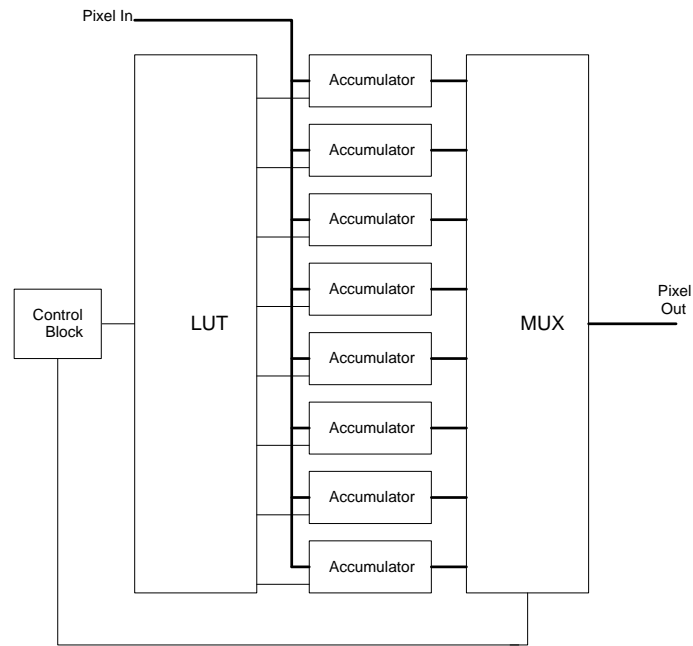 Pixel In
Accumulator
Accumulator
Accumulator
Accumulator
Accumulator
Accumulator
Accumulator
Accumulator
Control
Block
LUT
MUX
Pixel
Out